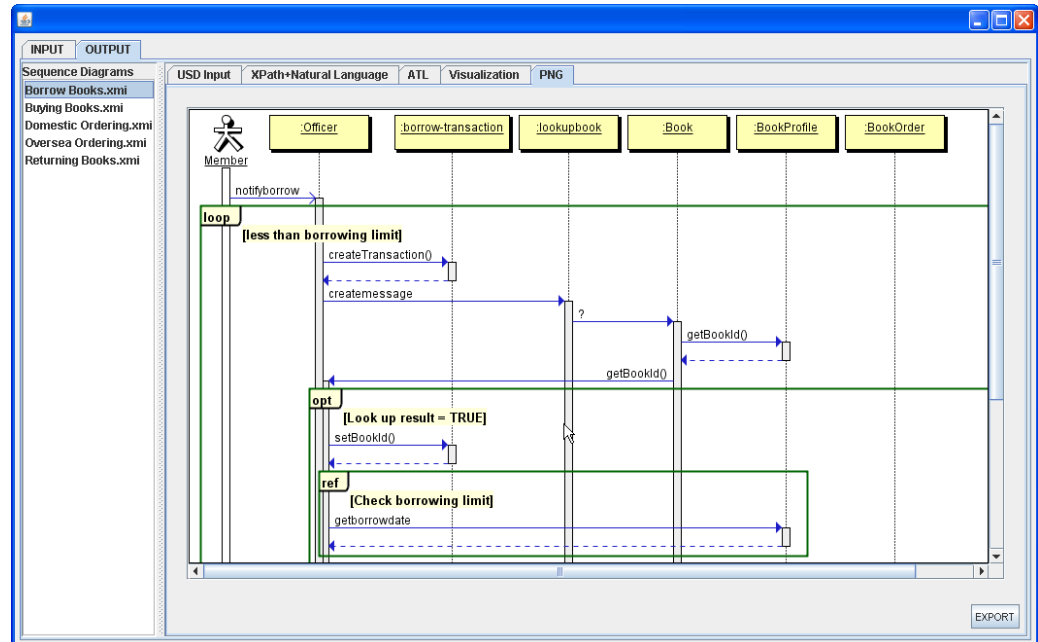 INPUT OUTPUT
Sequence Diagrams
Borrow Books.xmi
Buying Books.xmi
Domestic Ordering.xmi
Oversea Ordering.xmi
Returning Books.xmi
USD Input XPath+Natural Language ATL Visualization PNG
:Officer :borrow-transaction :lookupbook :Book :BookProfile :BookOrder
Member
notifyborrow
loop
[less than borrowing limit]
createTransaction()
createmessage
?
getBookId()
getBookId()
opt
[Look up result = TRUE]
setBookId()
ref
[Check borrowing limit]
getborrowdate
EXPORT